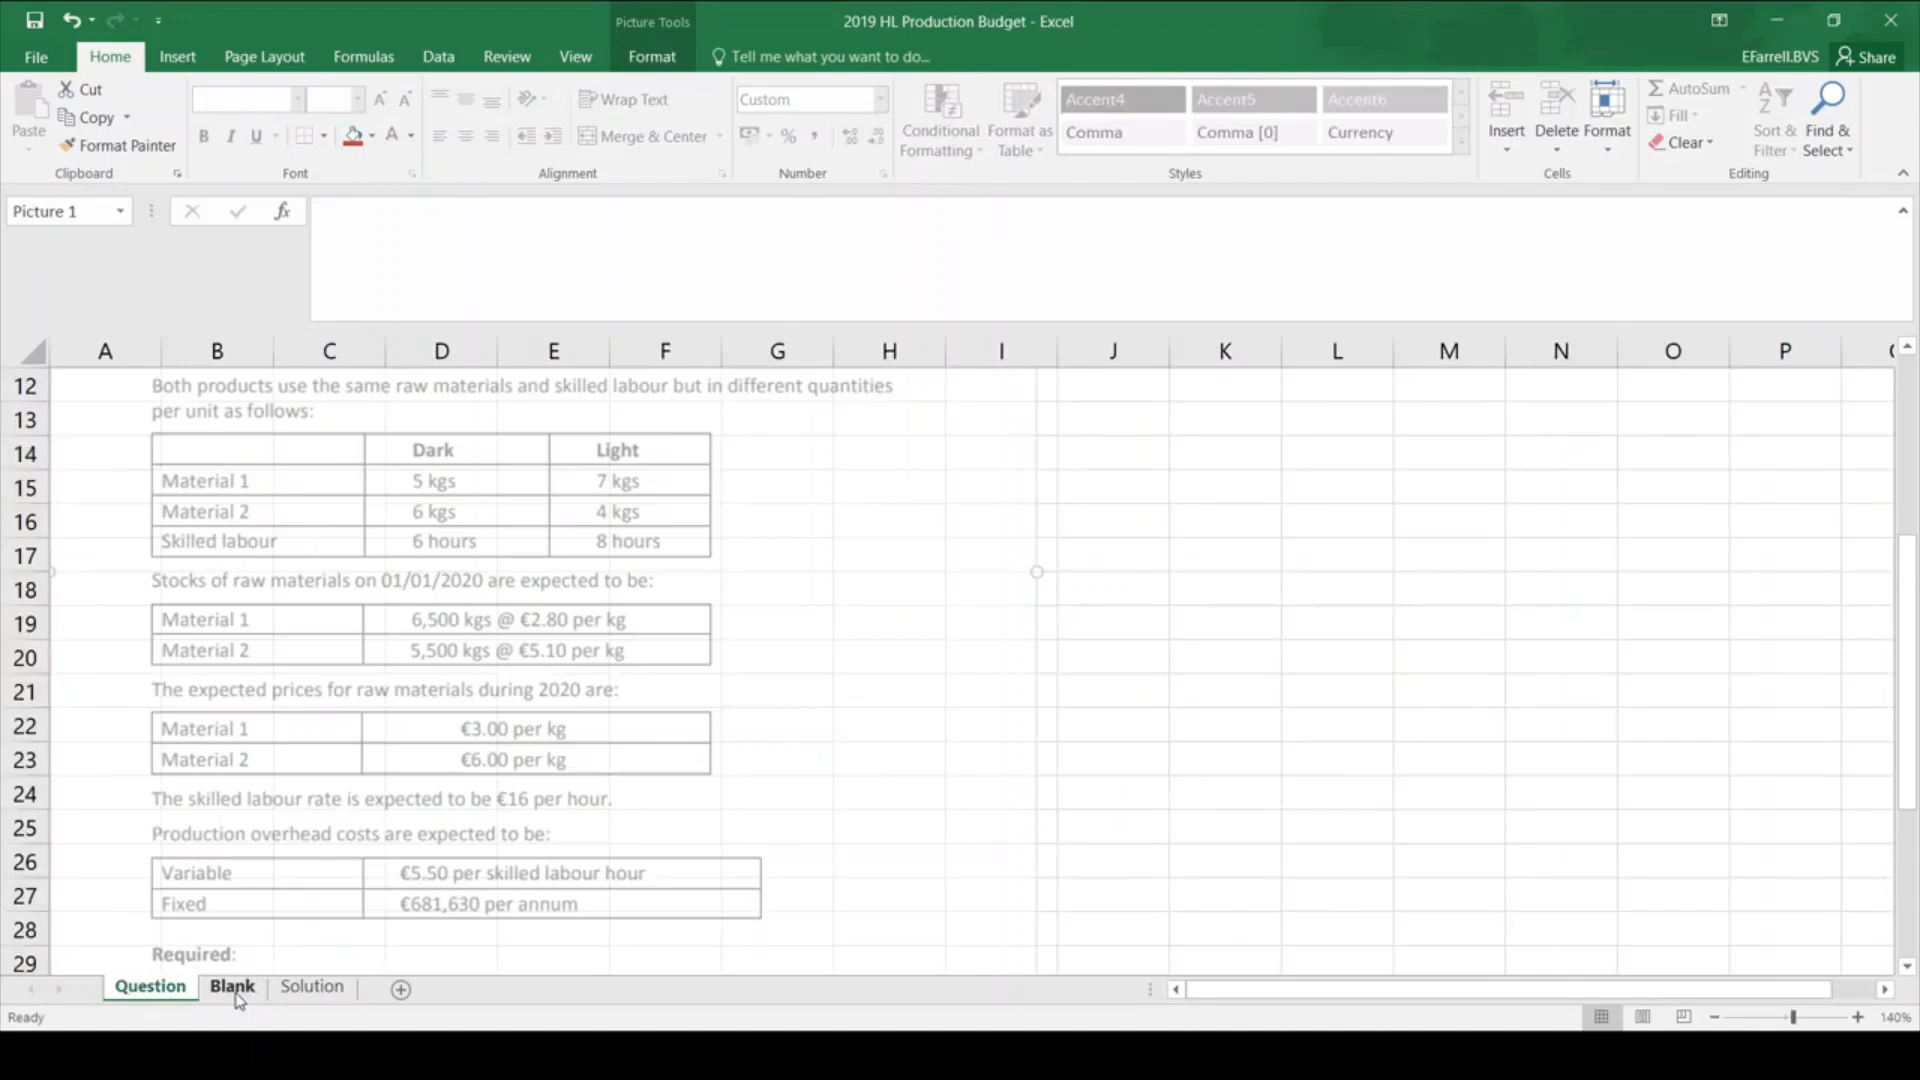 Picture Tools
2019 HL Production Budget - Excel
File Home Insert Page Layout Formulas Data Review View Format Tell me what you want to do... EFarrell.BVS Share
Paste
Cut
Copy
Format Painter
Clipboard
B I U A
Font
Wrap Text
Merge & Center
Alignment
Custom
%
Number
Conditional Formatting
Format as Table
Accent4 Accent5 Accent6
Comma Comma [0] Currency
Styles
Insert Delete Format
Cells
AutoSum
Fill
Clear
Sort & Filter
Find & Select
Editing
Picture 1 fx
A B C D E F G H I J K L M N O P
12 Both products use the same raw materials and skilled labour but in different quantities
13 per unit as follows:
14 Dark Light
15 Material 1 5 kgs 7 kgs
16 Material 2 6 kgs 4 kgs
17 Skilled labour 6 hours 8 hours
18 Stocks of raw materials on 01/01/2020 are expected to be:
19 Material 1 6,500 kgs @ €2.80 per kg
20 Material 2 5,500 kgs @ €5.10 per kg
21 The expected prices for raw materials during 2020 are:
22 Material 1 €3.00 per kg
23 Material 2 €6.00 per kg
24 The skilled labour rate is expected to be €16 per hour.
25 Production overhead costs are expected to be:
26 Variable €5.50 per skilled labour hour
27 Fixed €681,630 per annum
28
29 Required:
Question Blank Solution
Ready 140%